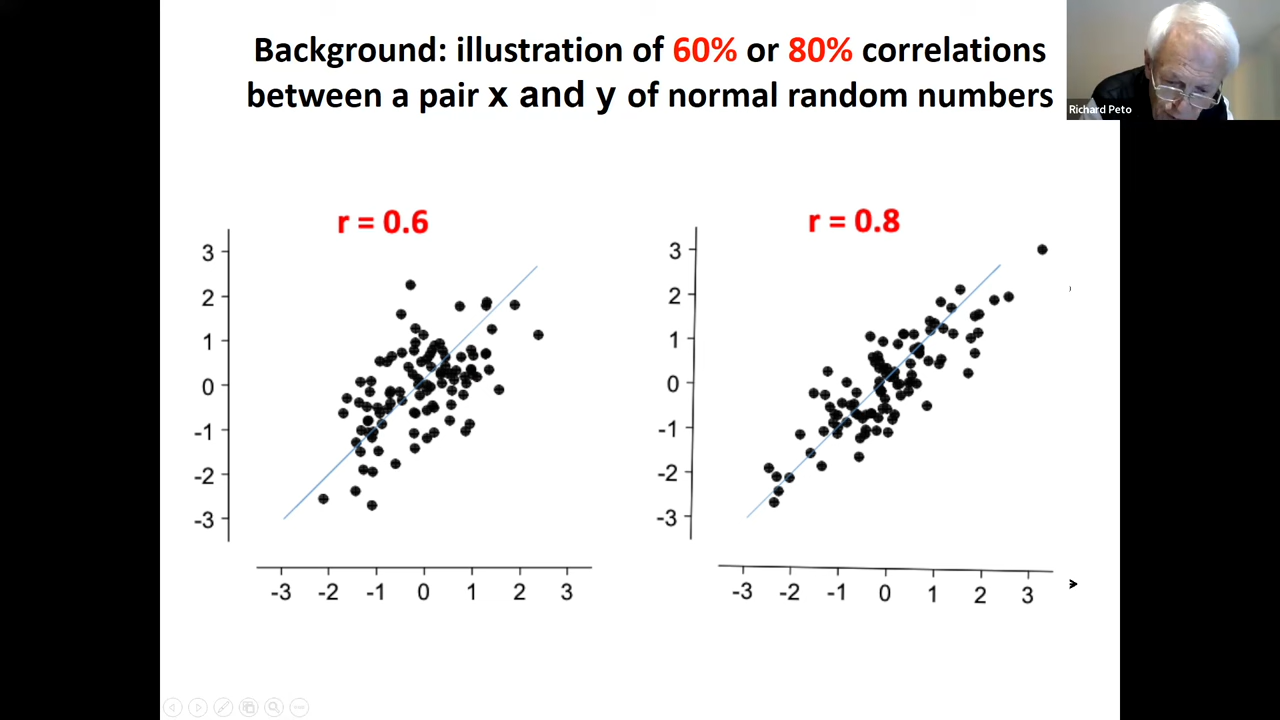 Background: illustration of 60% or 80% correlations
between a pair x and y of normal random numbers
Richard Peto
r = 0.6
3
2
1
0
-1
-2
-3
-3 -2 -1 0 1 2 3
r = 0.8
3
2
1
0
-1
-2
-3
-3 -2 -1 0 1 2 3